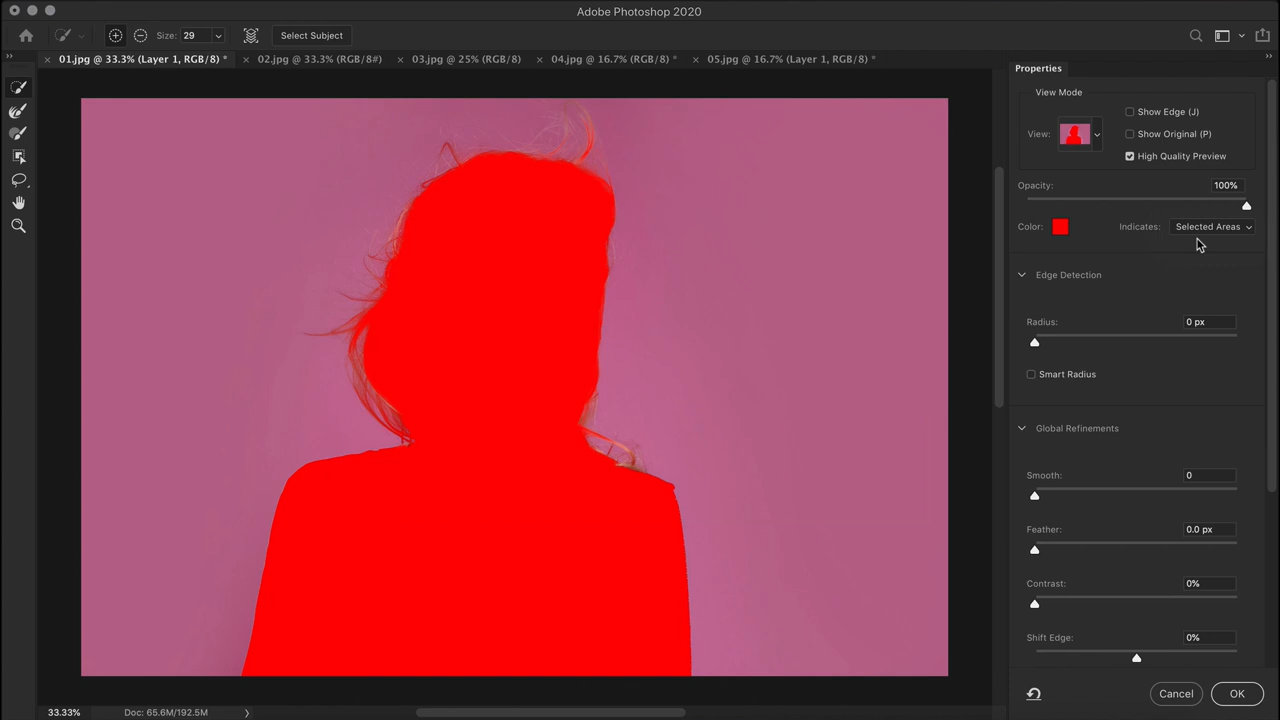 Adobe Photoshop 2020
Size: 29 Select Subject
01.jpg @ 33.3% (Layer 1, RGB/8) * 02.jpg @ 33.3% (RGB/8#) 03.jpg @ 25% (RGB/8) 04.jpg @ 16.7% (RGB/8) * 05.jpg @ 16.7% (Layer 1, RGB/8) *
Properties
View Mode
View:
Show Edge (J)
Show Original (P)
High Quality Preview
Opacity: 100%
Color: Indicates: Selected Areas
Edge Detection
Radius: 0 px
Smart Radius
Global Refinements
Smooth: 0
Feather: 0.0 px
Contrast: 0%
Shift Edge: 0%
Cancel OK
33.33% Doc: 65.6M/192.5M